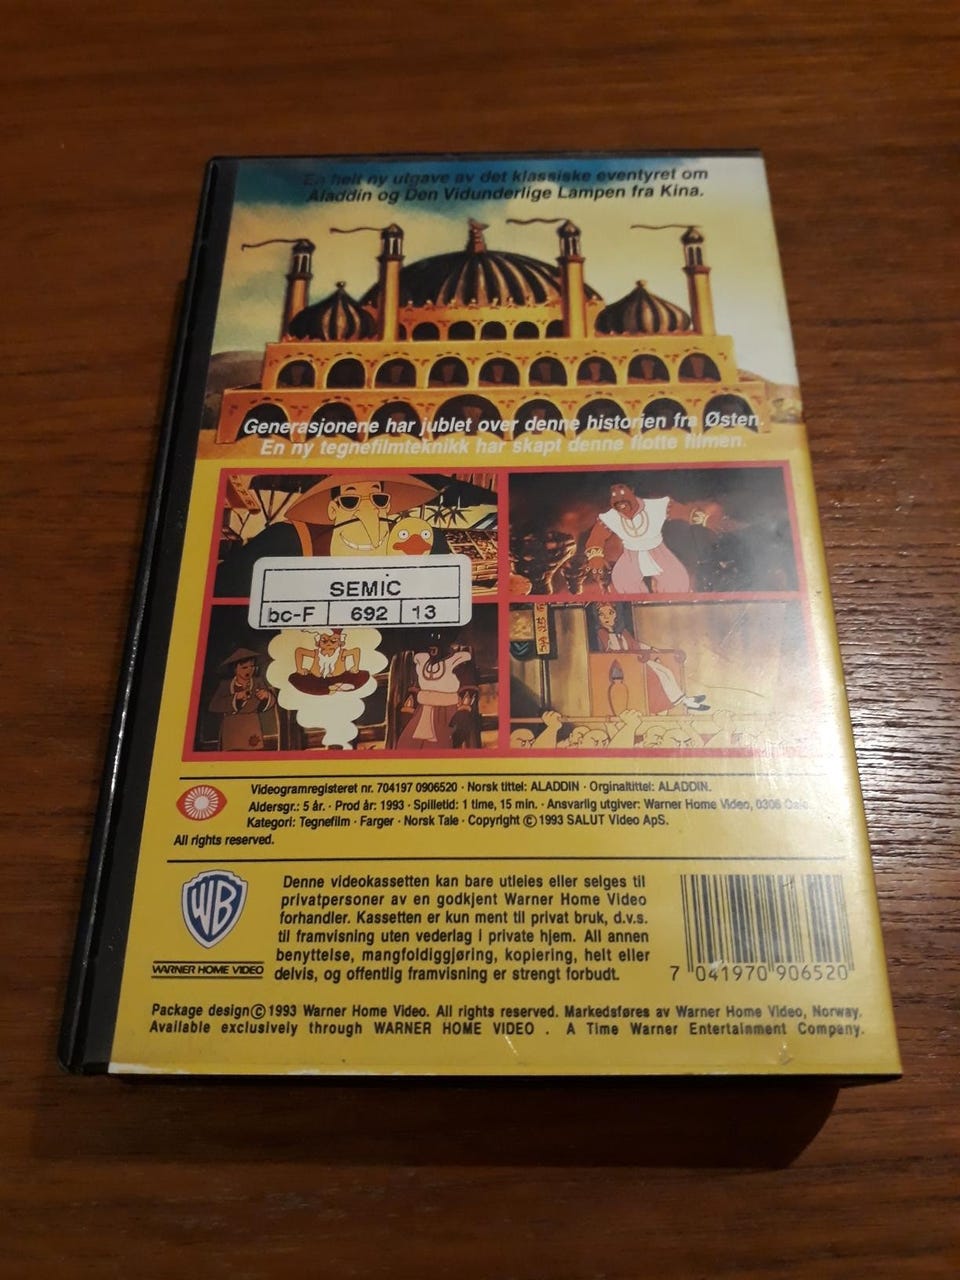 En helt ny utgave av det klassiske eventyret om
Aladdin og Den Vidunderlige Lampen fra Kina.
Generasjonene har jublet over denne historien fra Østen.
En ny tegnefilmteknikk har skapt denne flotte filmen.
SEMIC
bc-F 692 13
Videogramregisteret nr. 704197 0906520 · Norsk tittel: ALADDIN · Orginaltittel: ALADDIN.
Aldersgr.: 5 år. · Prod år: 1993 · Spilletid: 1 time, 15 min. · Ansvarlig utgiver: Warner Home Video, 0306 Oslo.
Kategori: Tegnefilm · Farger · Norsk Tale · Copyright © 1993 SALUT Video ApS.
All rights reserved.
WB
WARNER HOME VIDEO
Denne videokassetten kan bare utleies eller selges til
privatpersoner av en godkjent Warner Home Video
forhandler. Kassetten er kun ment til privat bruk, d.v.s.
til framvisning uten vederlag i private hjem. All annen
benyttelse, mangfoldiggjøring, kopiering, helt eller
delvis, og offentlig framvisning er strengt forbudt.
7 041970 906520
Package design © 1993 Warner Home Video. All rights reserved. Markedsføres av Warner Home Video, Norway.
Available exclusively through WARNER HOME VIDEO . A Time Warner Entertainment Company.